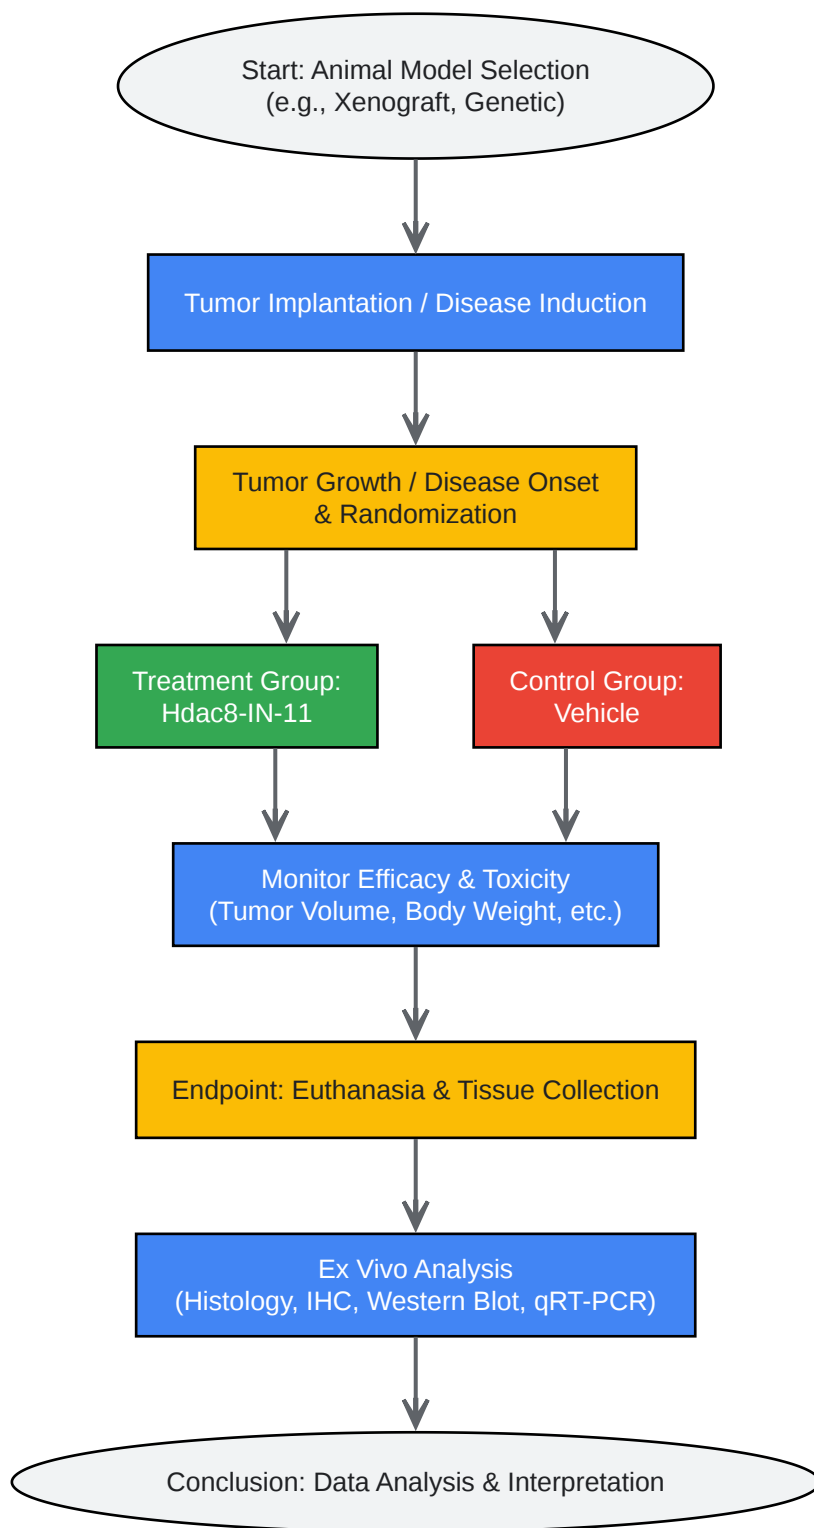 Start: Animal Model Selection
(e.g., Xenograft, Genetic)
Tumor Implantation / Disease Induction
Tumor Growth / Disease Onset
& Randomization
Treatment Group:
Hdac8-IN-11
Control Group:
Vehicle
Monitor Efficacy & Toxicity
(Tumor Volume, Body Weight, etc.)
Endpoint: Euthanasia & Tissue Collection
Ex Vivo Analysis
(Histology, IHC, Western Blot, qRT-PCR)
Conclusion: Data Analysis & Interpretation